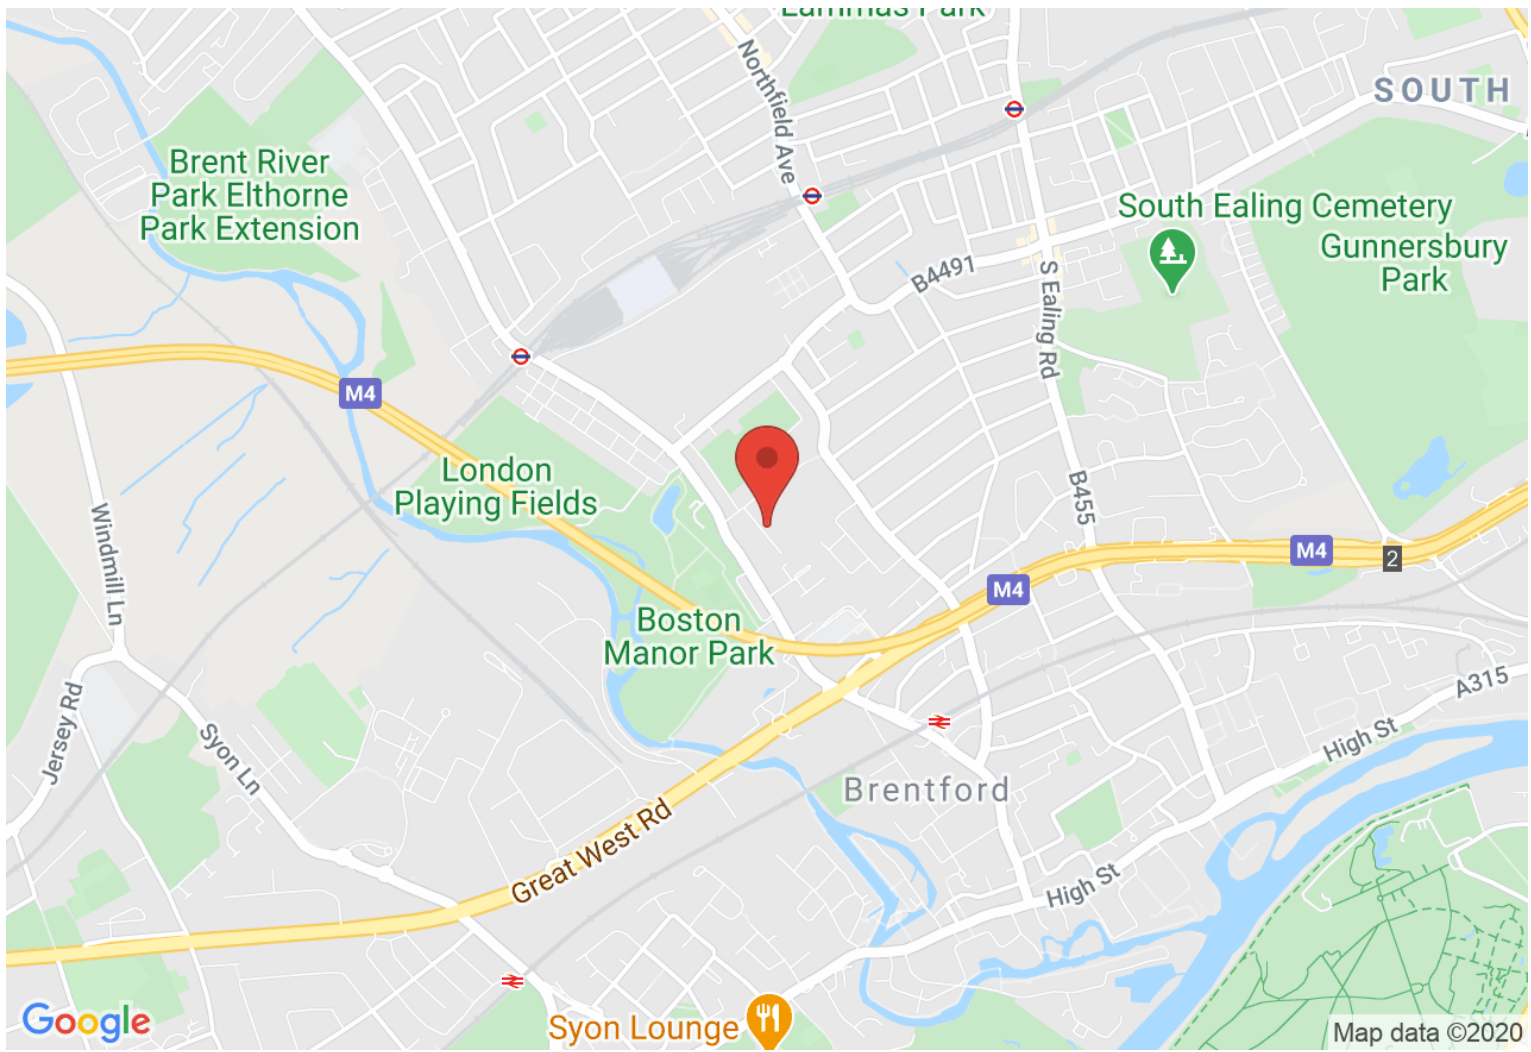 Lammas Park
Northfield Ave
SOUTH
Brent River
Park Elthorne
Park Extension
South Ealing Cemetery
Gunnersbury
Park
B4491
S Ealing Rd
M4
London
Playing Fields
B455
Windmill Ln
M4
2
M4
Boston
Manor Park
Jersey Rd
Syon Ln
A315
High St
Brentford
Great West Rd
High St
Google
Syon Lounge
Map data ©2020